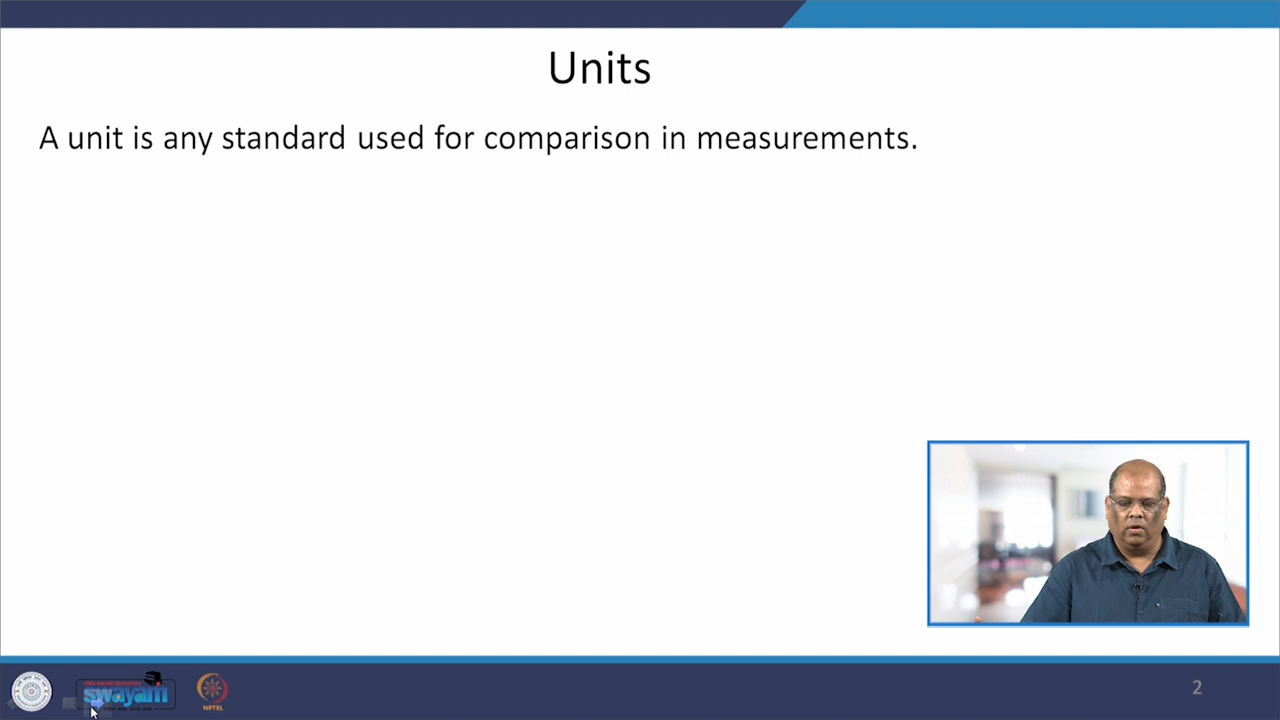 Units
A unit is any standard used for comparison in measurements.
swayam
NPTEL
2